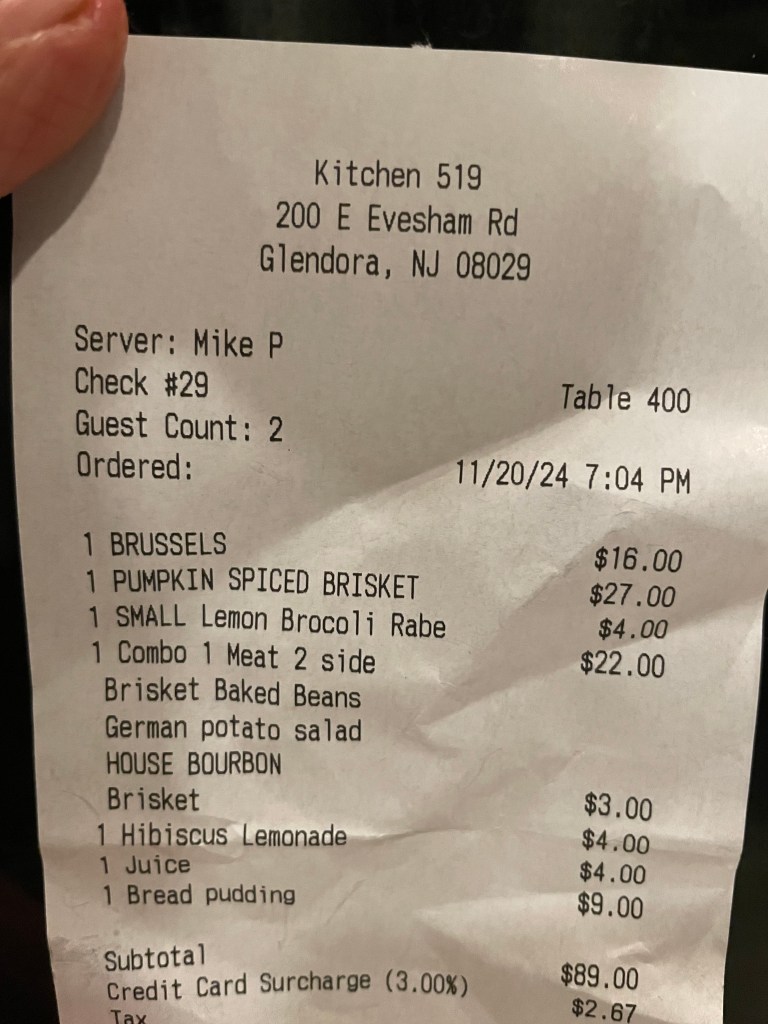 Kitchen 519
200 E Evesham Rd
Glendora, NJ 08029
Server: Mike P
Check #29 Table 400
Guest Count: 2
Ordered: 11/20/24 7:04 PM
1 BRUSSELS $16.00
1 PUMPKIN SPICED BRISKET $27.00
1 SMALL Lemon Brocoli Rabe $4.00
1 Combo 1 Meat 2 side $22.00
Brisket Baked Beans
German potato salad
HOUSE BOURBON
Brisket $3.00
1 Hibiscus Lemonade $4.00
1 Juice $4.00
1 Bread pudding $9.00
Subtotal $89.00
Credit Card Surcharge (3.00%) $2.67
Tax